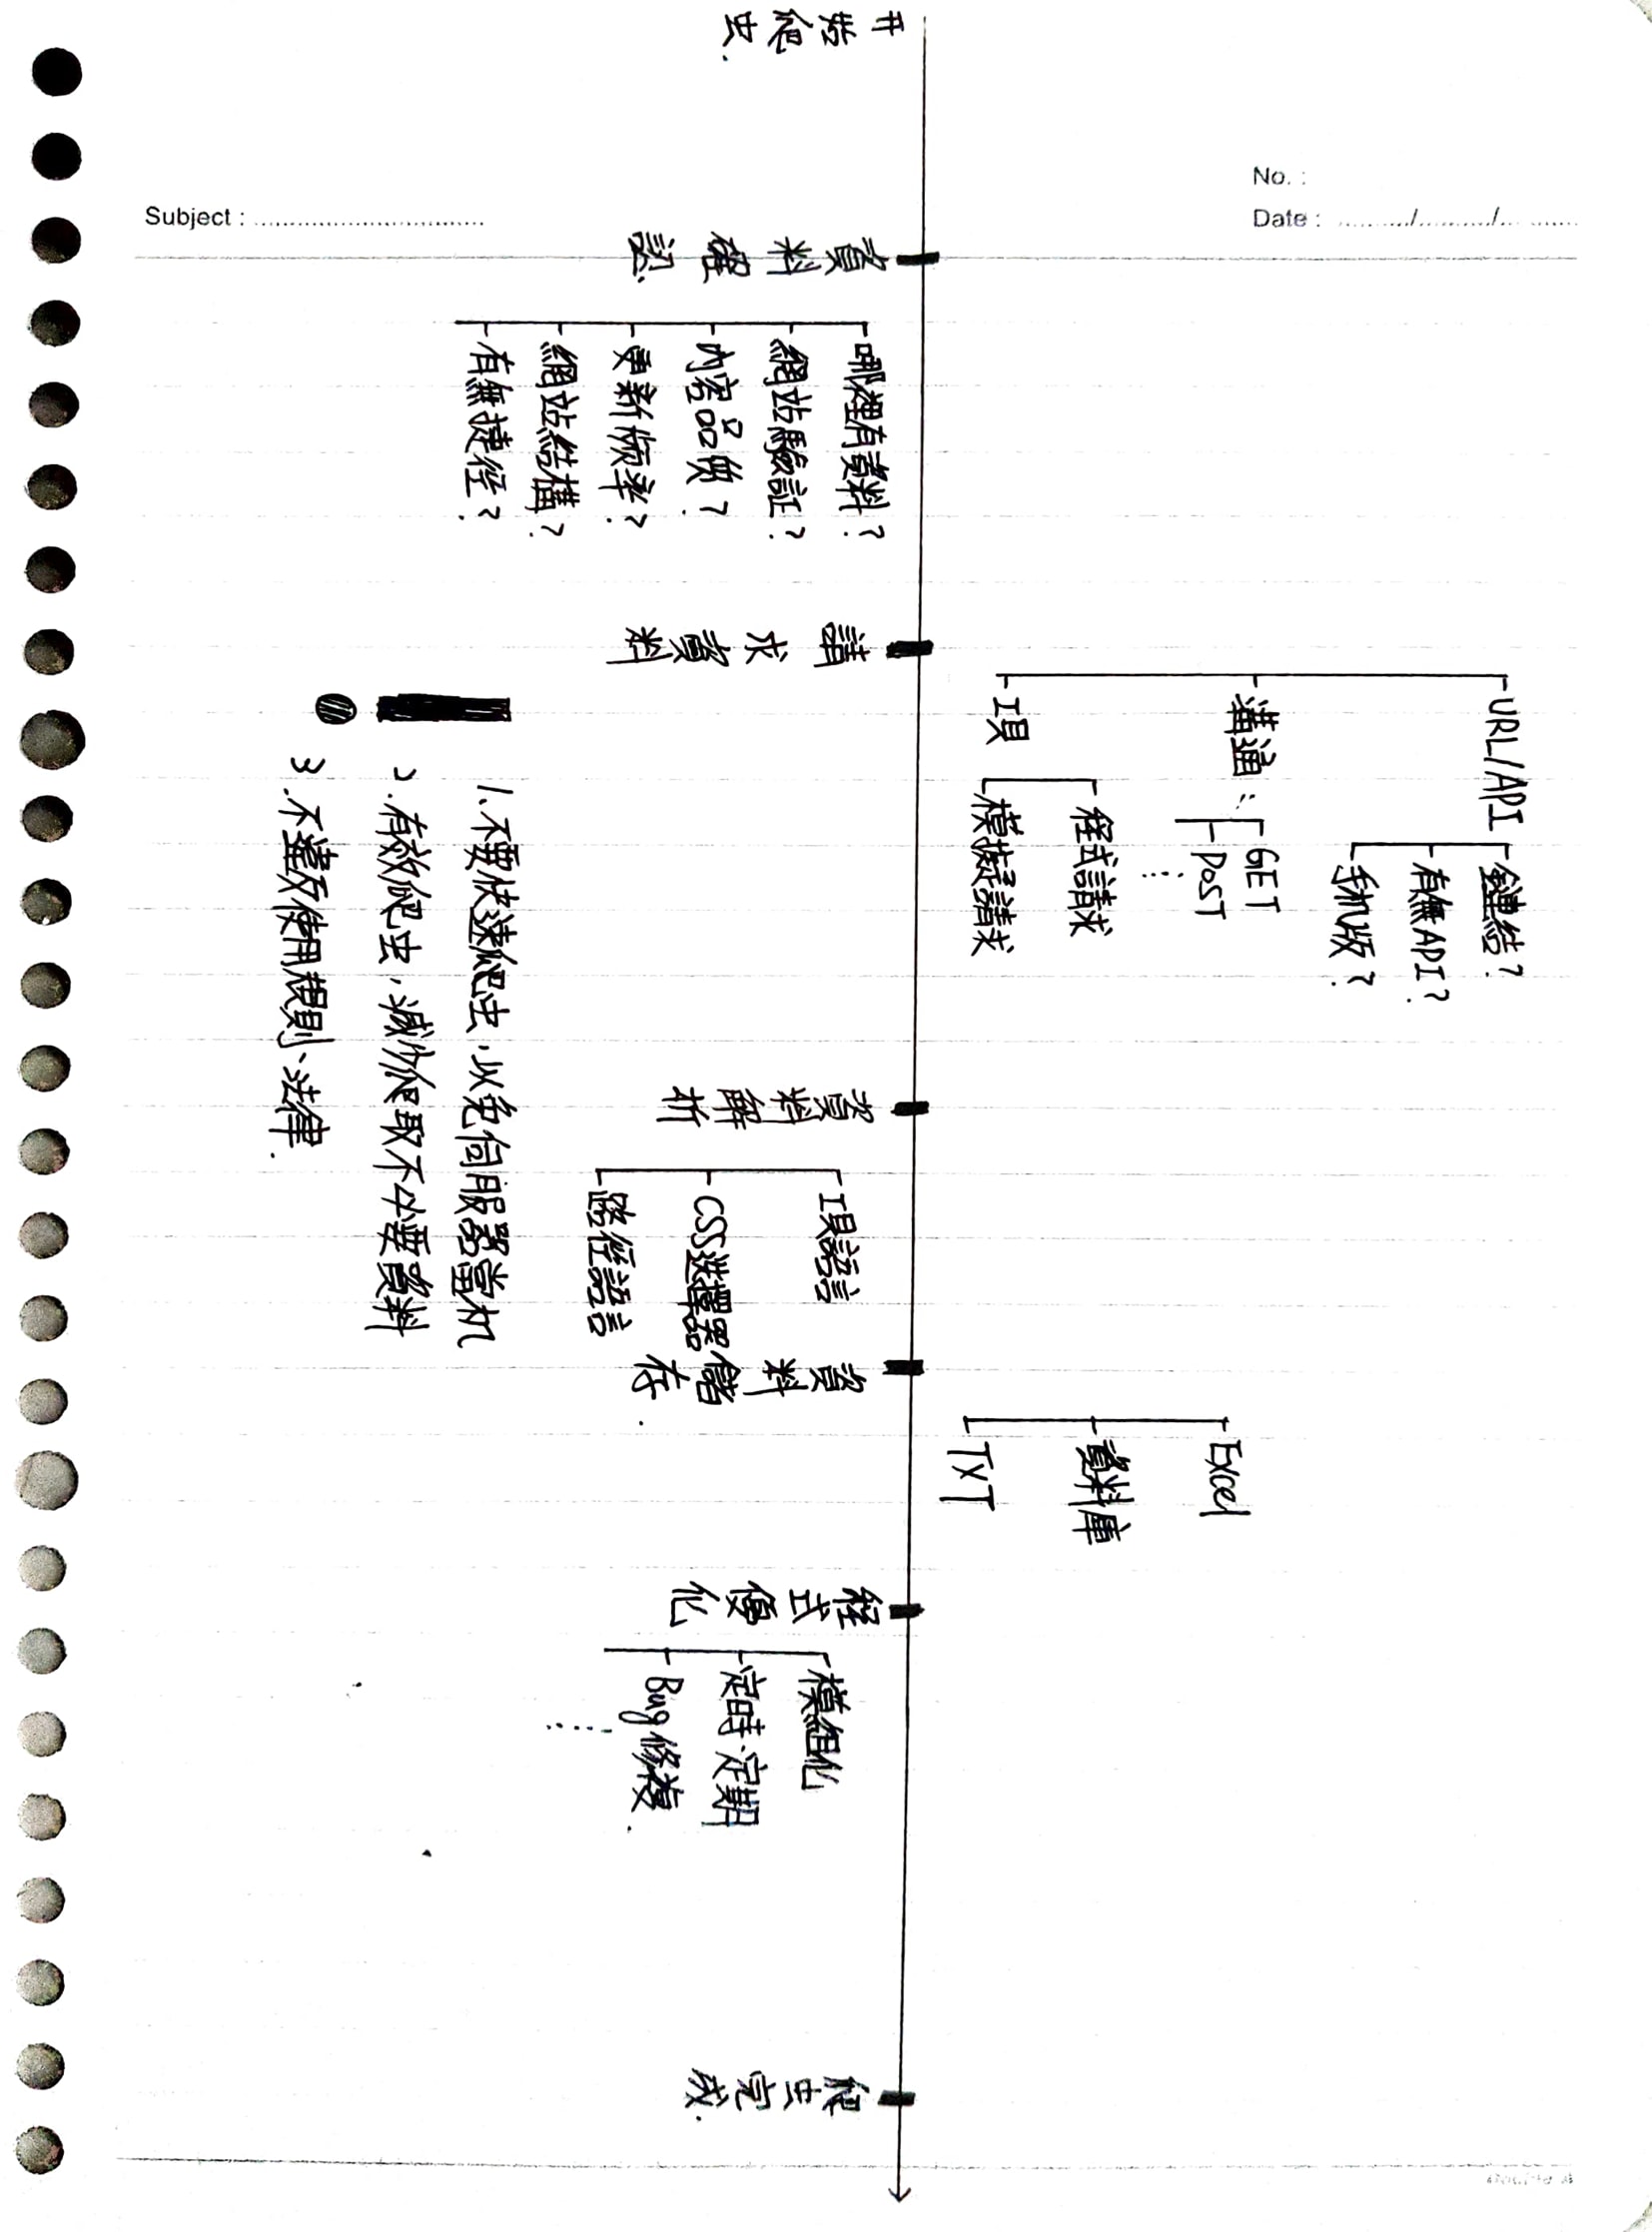 No. :
Date :
URL/API
鏈連結?
有無API?
手机版?
溝通:
GET
POST
⋮
工具
程式請求
模擬請求
Excel
資料庫
TXT
开始爬虫.
資料確認
哪裡有資料?
網站驗証?
內容品質?
更新頻率?
網站結構?
有無捷徑?
請求資料
資料解析
工具語言
CSS选擇器
路徑語言
資料儲存.
程式優化
模組化
定時、定期
Bug修複.
⋮
爬虫完成.
1.不要快速爬虫,以免伺服器當机
2.有效爬虫,減少爬取不必要資料
3.不違反使用規則、法律.
Subject :